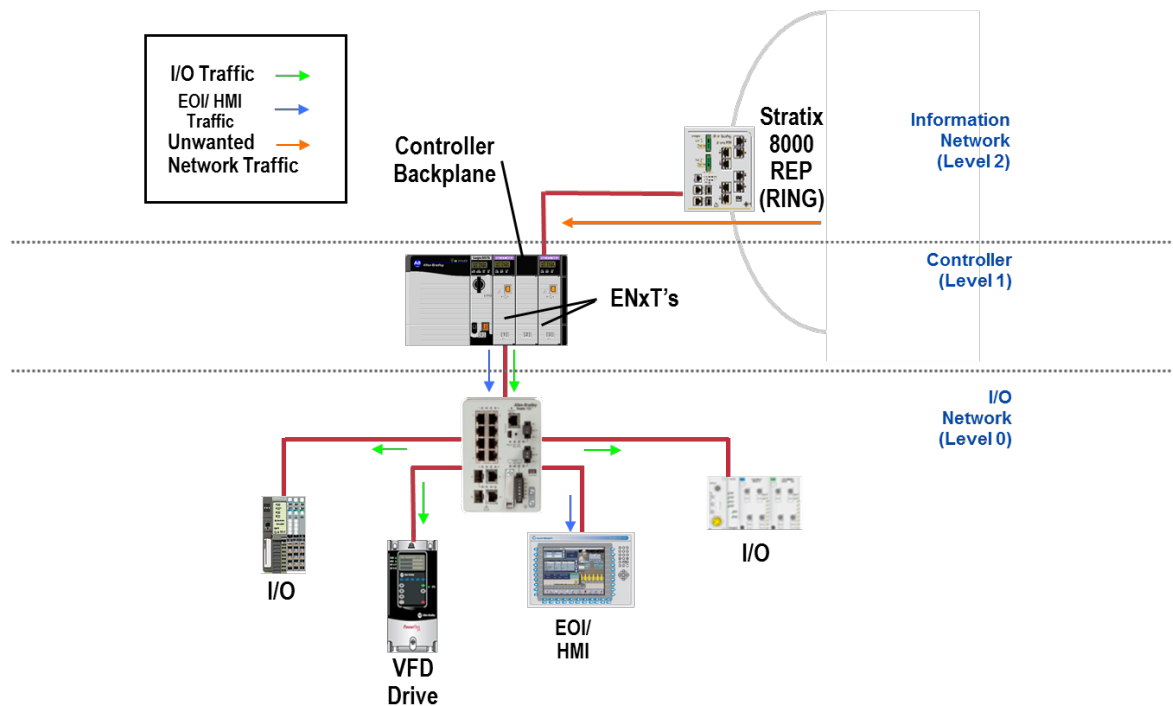 I/O Traffic
EOI/ HMI
Traffic
Unwanted
Network Traffic
Controller
Backplane
Stratix
8000
REP
(RING)
Information
Network
(Level 2)
Controller
(Level 1)
ENxT's
I/O
Network
(Level 0)
I/O
VFD
Drive
EOI/
HMI
I/O